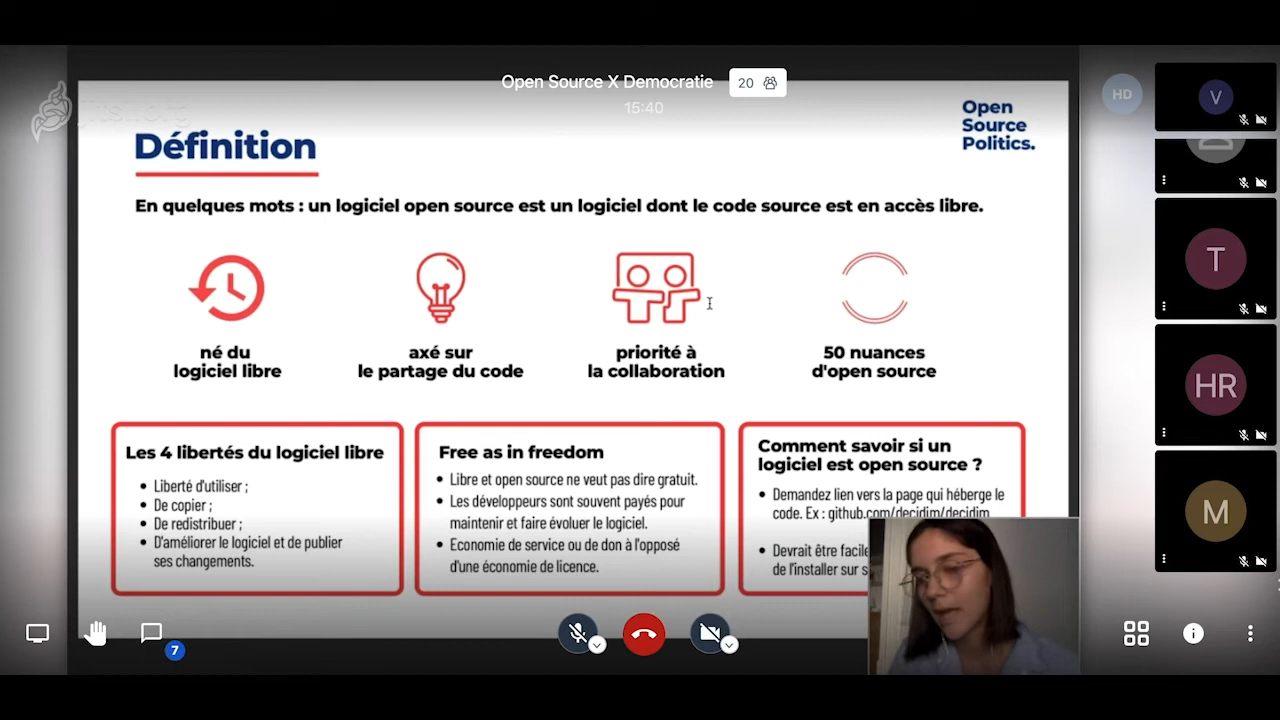 Open Source X Democratie
20
15:40
HD
V
Open
Source
Politics.
Définition
En quelques mots : un logiciel open source est un logiciel dont le code source est en accès libre.
T
né du
logiciel libre
axé sur
le partage du code
priorité à
la collaboration
50 nuances
d'open source
HR
Les 4 libertés du logiciel libre
• Liberté d'utiliser ;
• De copier ;
• De redistribuer ;
• D'améliorer le logiciel et de publier
ses changements.
Free as in freedom
• Libre et open source ne veut pas dire gratuit.
• Les développeurs sont souvent payés pour
maintenir et faire évoluer le logiciel.
• Economie de service ou de don à l'opposé
d'une économie de licence.
Comment savoir si un
logiciel est open source ?
• Demandez lien vers la page qui héberge le
code. Ex : github.com/decidim/decidim
• Devrait être facile
de l'installer sur s
M
7